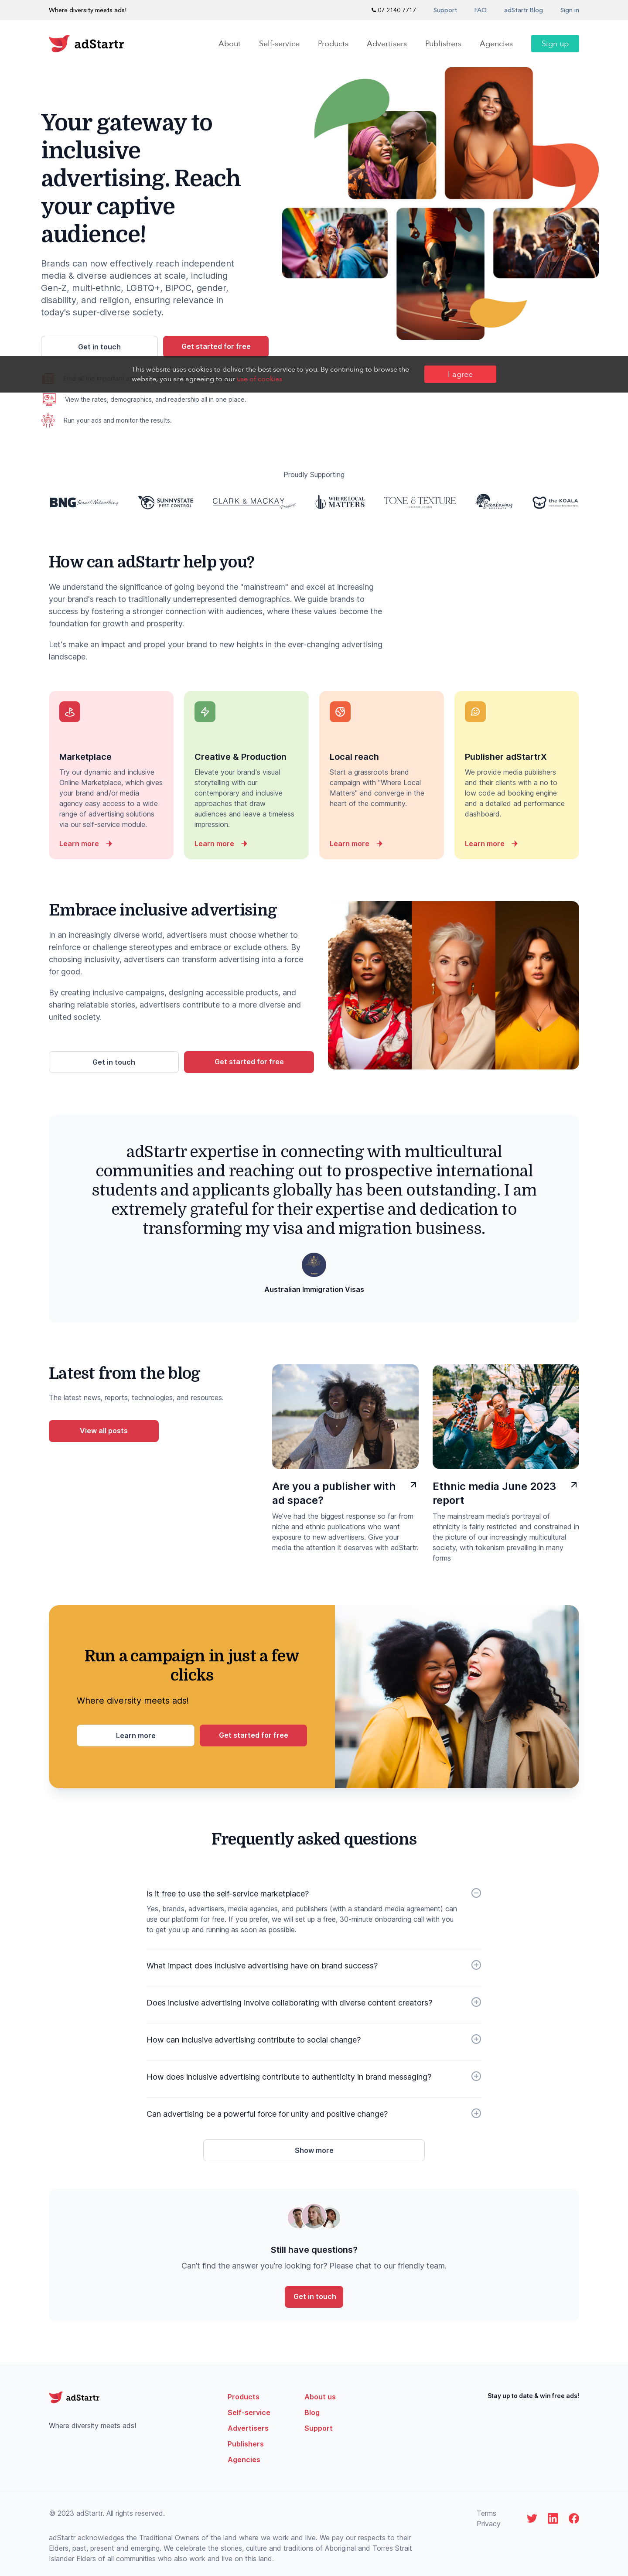 Where diversity meets ads!
07 2140 7717
Support
FAQ
adStartr Blog
Sign in
adStartr
About
Self-service
Products
Advertisers
Publishers
Agencies
Sign up
Your gateway to
inclusive
advertising. Reach
your captive
audience!
Brands can now effectively reach independent
media & diverse audiences at scale, including
Gen-Z, multi-ethnic, LGBTQ+, BIPOC, gender,
disability, and religion, ensuring relevance in
today's super-diverse society.
Get in touch
Get started for free
This website uses cookies to deliver the best service to you. By continuing to browse the
website, you are agreeing to our use of cookies.
I agree
View the rates, demographics, and readership all in one place.
Run your ads and monitor the results.
Proudly Supporting
BNG Smart Networking
SUNNYSTATE
PEST CONTROL
CLARK & MACKAY
WHERE LOCAL
MATTERS
TONE & TEXTURE
Breakaways
the KOALA
How can adStartr help you?
We understand the significance of going beyond the "mainstream" and excel at increasing
your brand's reach to traditionally underrepresented demographics. We guide brands to
success by fostering a stronger connection with audiences, where these values become the
foundation for growth and prosperity.
Let's make an impact and propel your brand to new heights in the ever-changing advertising
landscape.
Marketplace
Try our dynamic and inclusive
Online Marketplace, which gives
your brand and/or media
agency easy access to a wide
range of advertising solutions
via our self-service module.
Learn more
Creative & Production
Elevate your brand's visual
storytelling with our
contemporary and inclusive
approaches that draw
audiences and leave a timeless
impression.
Learn more
Local reach
Start a grassroots brand
campaign with "Where Local
Matters" and converge in the
heart of the community.
Learn more
Publisher adStartrX
We provide media publishers
and their clients with a no to
low code ad booking engine
and a detailed ad performance
dashboard.
Learn more
Embrace inclusive advertising
In an increasingly diverse world, advertisers must choose whether to
reinforce or challenge stereotypes and embrace or exclude others. By
choosing inclusivity, advertisers can transform advertising into a force
for good.
By creating inclusive campaigns, designing accessible products, and
sharing relatable stories, advertisers contribute to a more diverse and
united society.
Get in touch
Get started for free
adStartr expertise in connecting with multicultural
communities and reaching out to prospective international
students and applicants globally has been outstanding. I am
extremely grateful for their expertise and dedication to
transforming my visa and migration business.
Australian Immigration Visas
Latest from the blog
The latest news, reports, technologies, and resources.
View all posts
Are you a publisher with
ad space?
We've had the biggest response so far from
niche and ethnic publications who want
exposure to new advertisers. Give your
media the attention it deserves with adStartr.
Ethnic media June 2023
report
The mainstream media's portrayal of
ethnicity is fairly restricted and constrained in
the picture of our increasingly multicultural
society, with tokenism prevailing in many
forms
Run a campaign in just a few
clicks
Where diversity meets ads!
Learn more
Get started for free
Frequently asked questions
Is it free to use the self-service marketplace?
Yes, brands, advertisers, media agencies, and publishers (with a standard media agreement) can
use our platform for free. If you prefer, we will set up a free, 30-minute onboarding call with you
to get you up and running as soon as possible.
What impact does inclusive advertising have on brand success?
Does inclusive advertising involve collaborating with diverse content creators?
How can inclusive advertising contribute to social change?
How does inclusive advertising contribute to authenticity in brand messaging?
Can advertising be a powerful force for unity and positive change?
Show more
Still have questions?
Can't find the answer you're looking for? Please chat to our friendly team.
Get in touch
adStartr
Where diversity meets ads!
Products
Self-service
Advertisers
Publishers
Agencies
About us
Blog
Support
Stay up to date & win free ads!
© 2023 adStartr. All rights reserved.
Terms
Privacy
adStartr acknowledges the Traditional Owners of the land where we work and live. We pay our respects to their
Elders, past, present and emerging. We celebrate the stories, culture and traditions of Aboriginal and Torres Strait
Islander Elders of all communities who also work and live on this land.